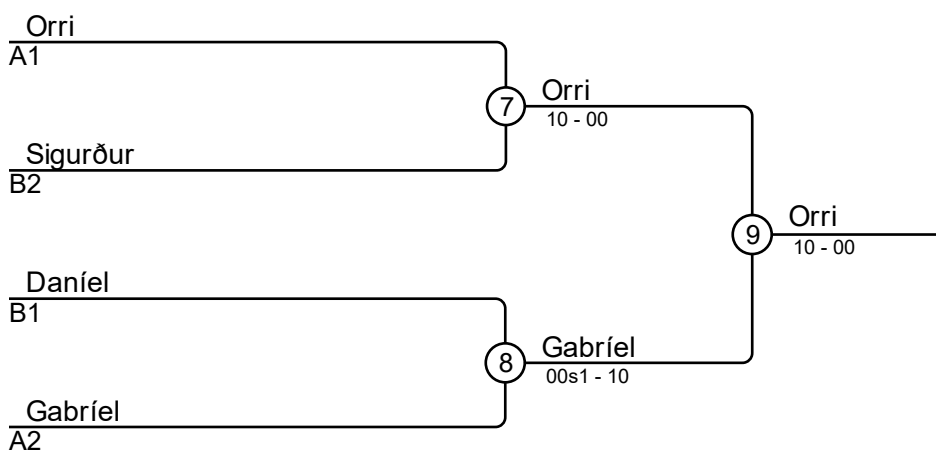 Orri
A1
7
Orri
10 - 00
Sigurður
B2
9
Orri
10 - 00
Daníel
B1
8
Gabríel
00s1 - 10
Gabríel
A2